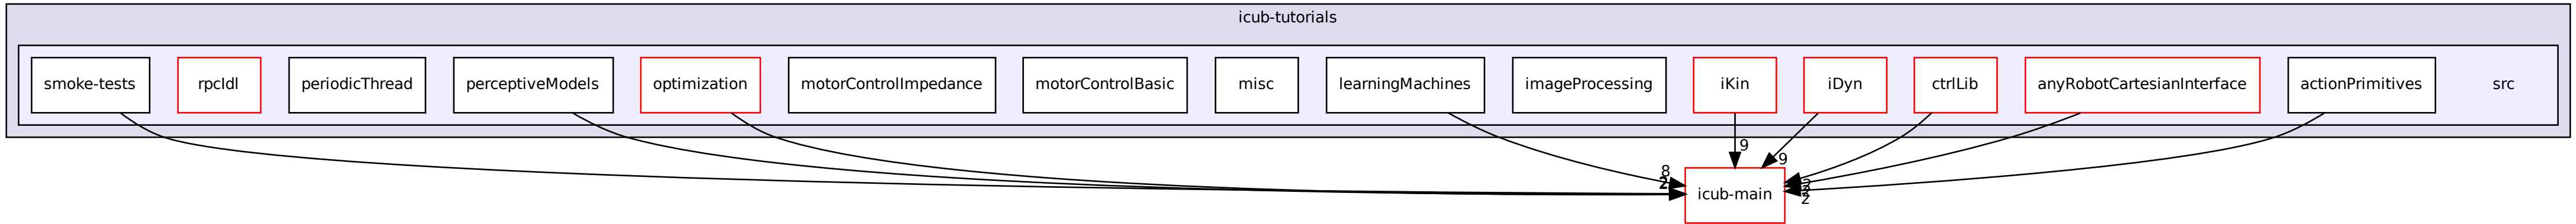 icub-tutorials
smoke-tests
rpcIdl
periodicThread
perceptiveModels
optimization
motorControlImpedance
motorControlBasic
misc
learningMachines
imageProcessing
iKin
iDyn
ctrlLib
anyRobotCartesianInterface
actionPrimitives
src
9
9
8
2
2
icub-main